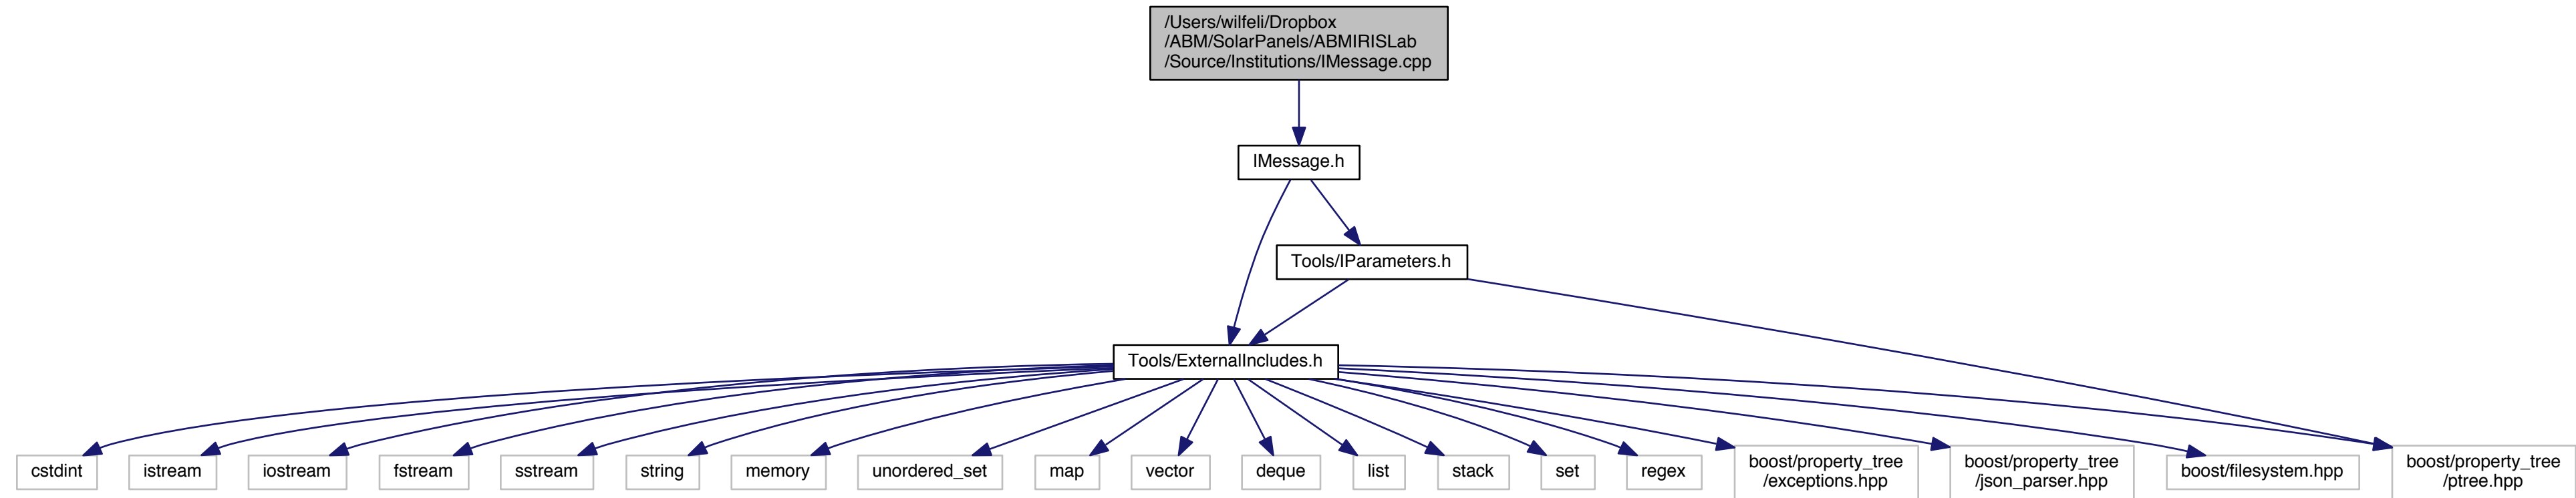 /Users/wilfeli/Dropbox
/ABM/SolarPanels/ABMIRISLab
/Source/Institutions/IMessage.cpp
IMessage.h
Tools/IParameters.h
Tools/ExternalIncludes.h
cstdint
istream
iostream
fstream
sstream
string
memory
unordered_set
map
vector
deque
list
stack
set
regex
boost/property_tree
/exceptions.hpp
boost/property_tree
/json_parser.hpp
boost/filesystem.hpp
boost/property_tree
/ptree.hpp